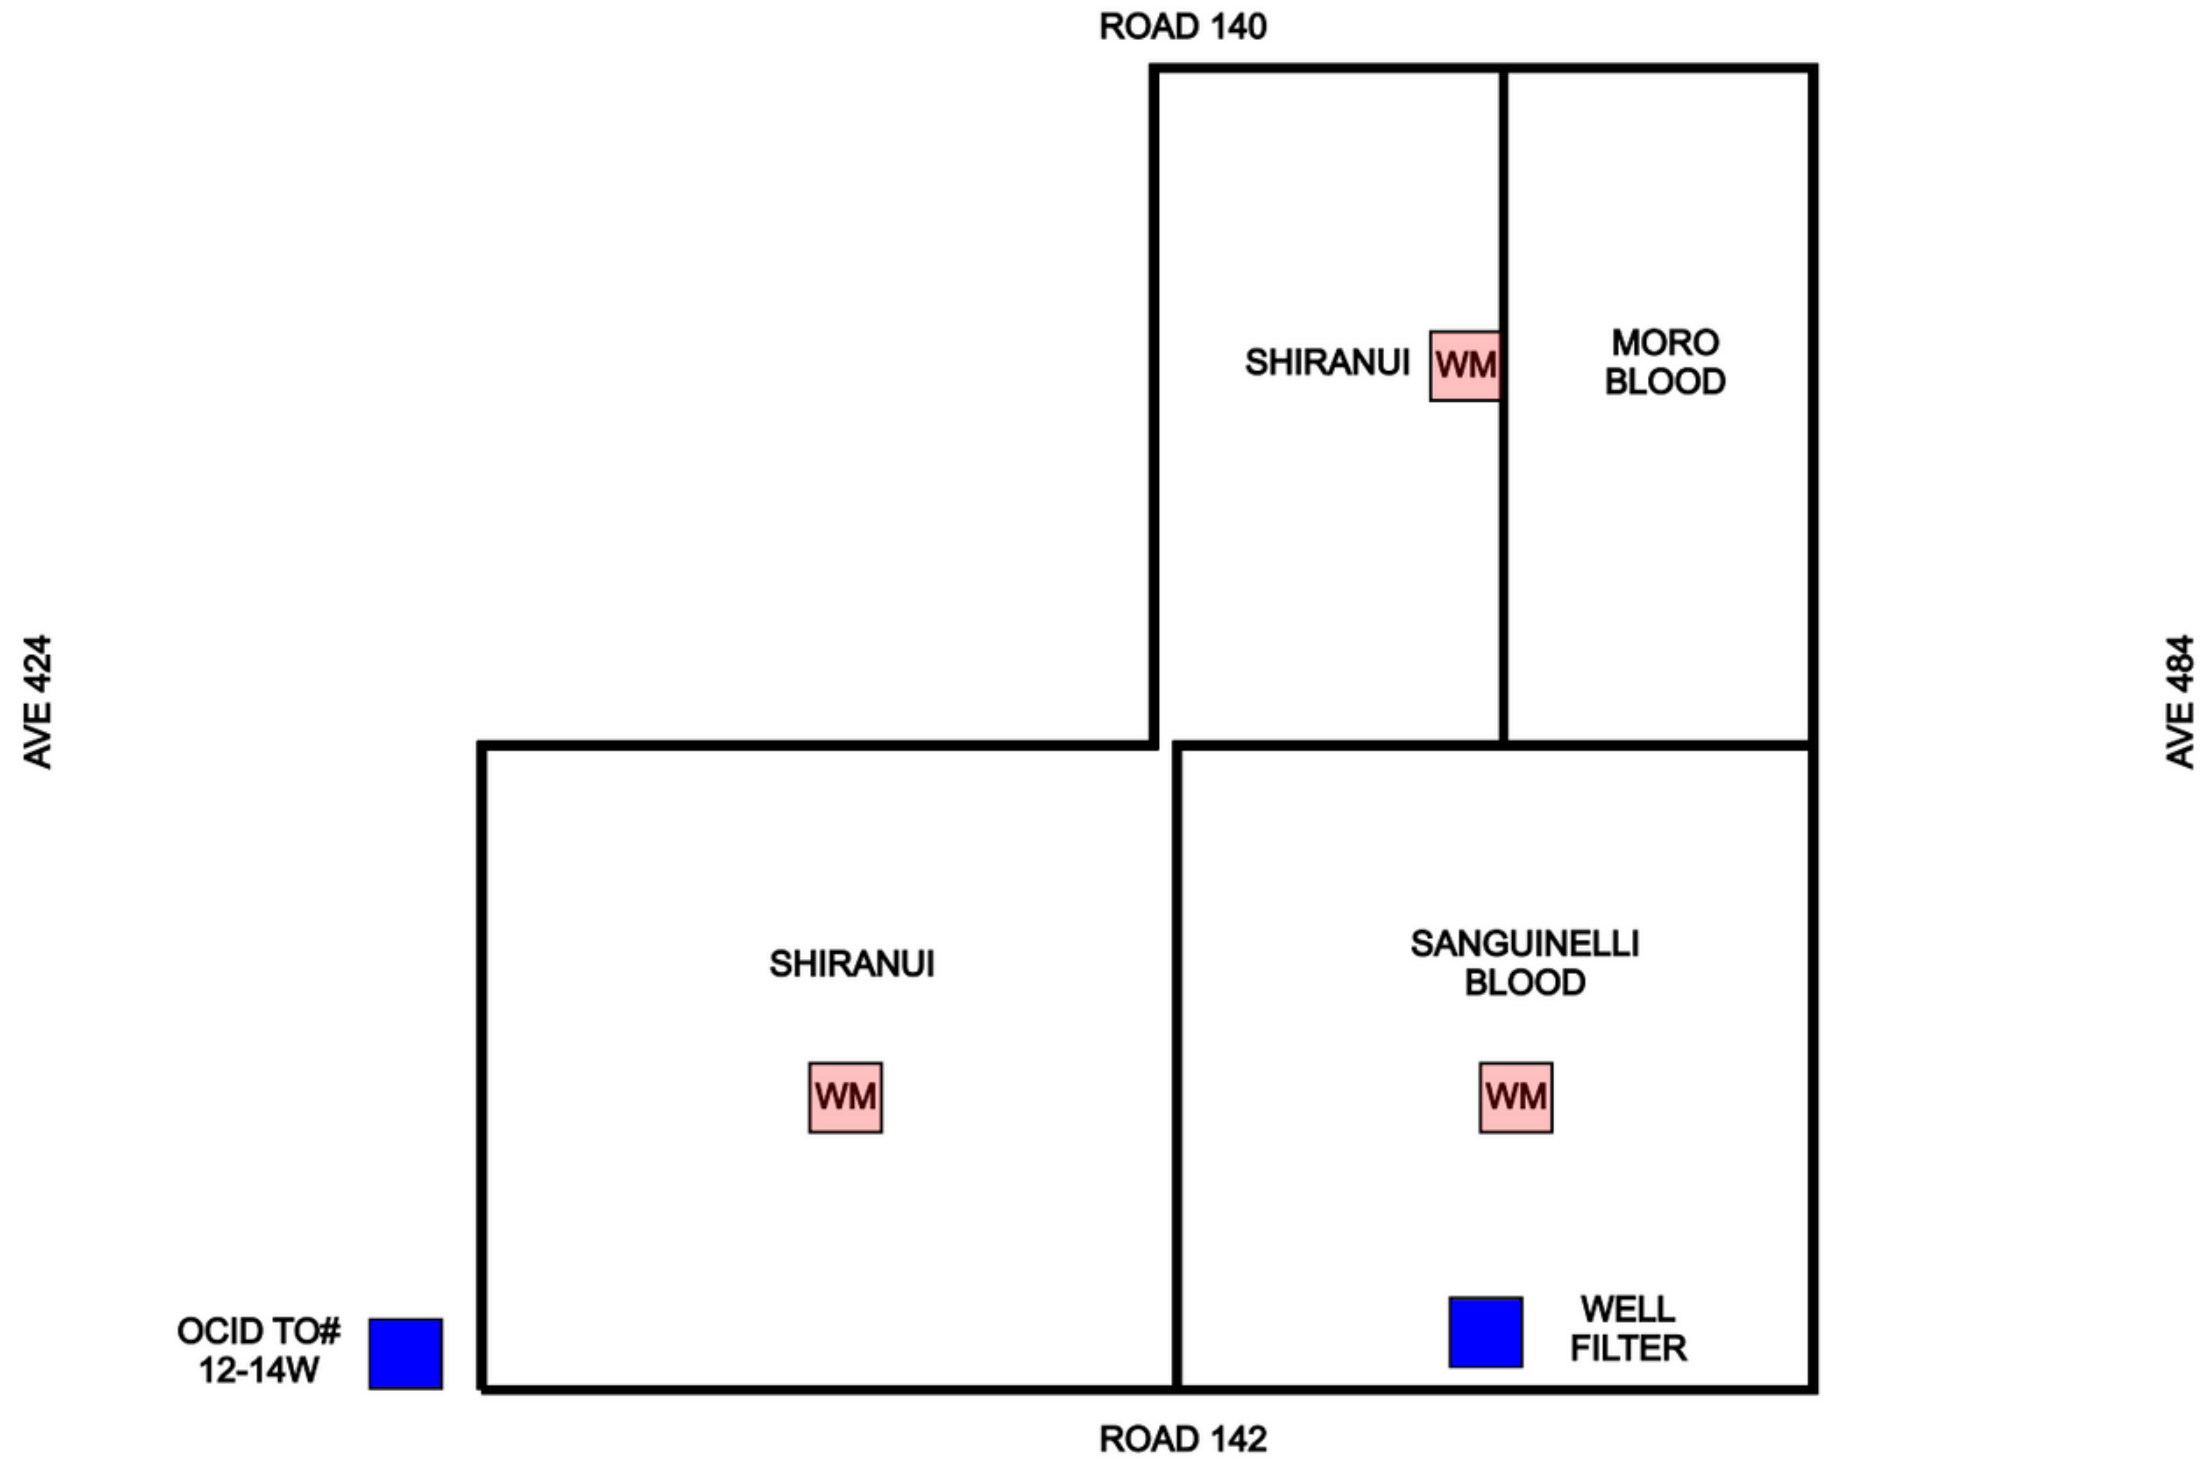 ROAD 140
SHIRANUI
WM
MORO
BLOOD
AVE 424
AVE 484
SHIRANUI
WM
SANGUINELLI
BLOOD
WM
OCID TO#
12-14W
WELL
FILTER
ROAD 142